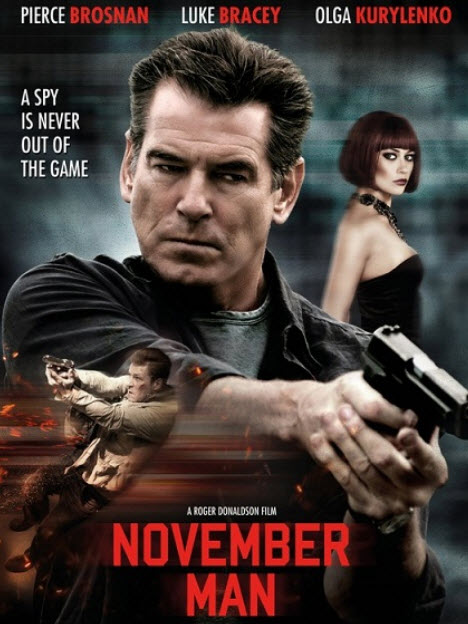 PIERCE BROSNAN LUKE BRACEY OLGA KURYLENKO
A SPY
IS NEVER
OUT OF
THE GAME
A ROGER DONALDSON FILM
NOVEMBER
MAN